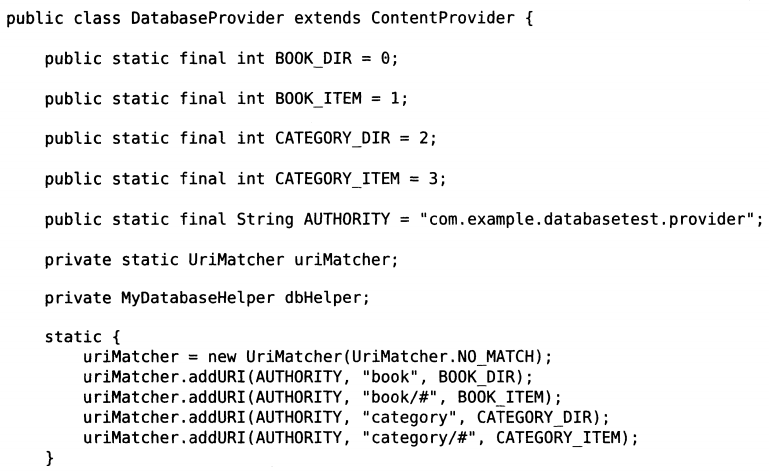 public class DatabaseProvider extends ContentProvider {
    public static final int BOOK_DIR = 0;
    public static final int BOOK_ITEM = 1;
    public static final int CATEGORY_DIR = 2;
    public static final int CATEGORY_ITEM = 3;
    public static final String AUTHORITY = "com.example.databasetest.provider";
    private static UriMatcher uriMatcher;
    private MyDatabaseHelper dbHelper;
    static {
        uriMatcher = new UriMatcher(UriMatcher.NO_MATCH);
        uriMatcher.addURI(AUTHORITY, "book", BOOK_DIR);
        uriMatcher.addURI(AUTHORITY, "book/#", BOOK_ITEM);
        uriMatcher.addURI(AUTHORITY, "category", CATEGORY_DIR);
        uriMatcher.addURI(AUTHORITY, "category/#", CATEGORY_ITEM);
    }